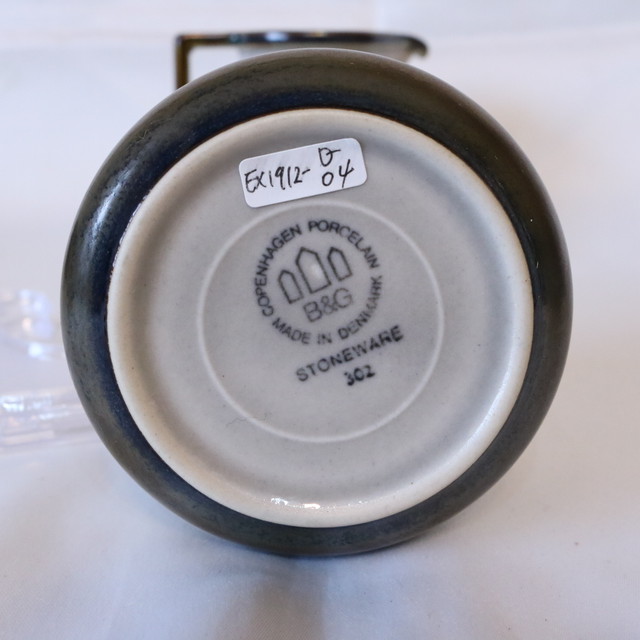 EX1912- D-
04
COPENHAGEN PORCELAIN
B&G
MADE IN DENMARK
STONEWARE
302